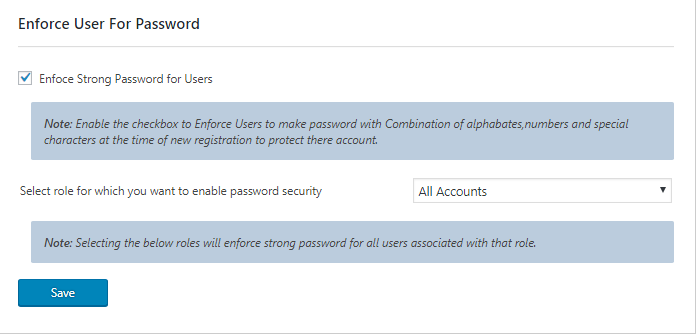 Enforce User For Password
Enfoce Strong Password for Users
Note: Enable the checkbox to Enforce Users to make password with Combination of alphabates,numbers and special
characters at the time of new registration to protect there account.
Select role for which you want to enable password security
All Accounts
Note: Selecting the below roles will enforce strong password for all users associated with that role.
Save